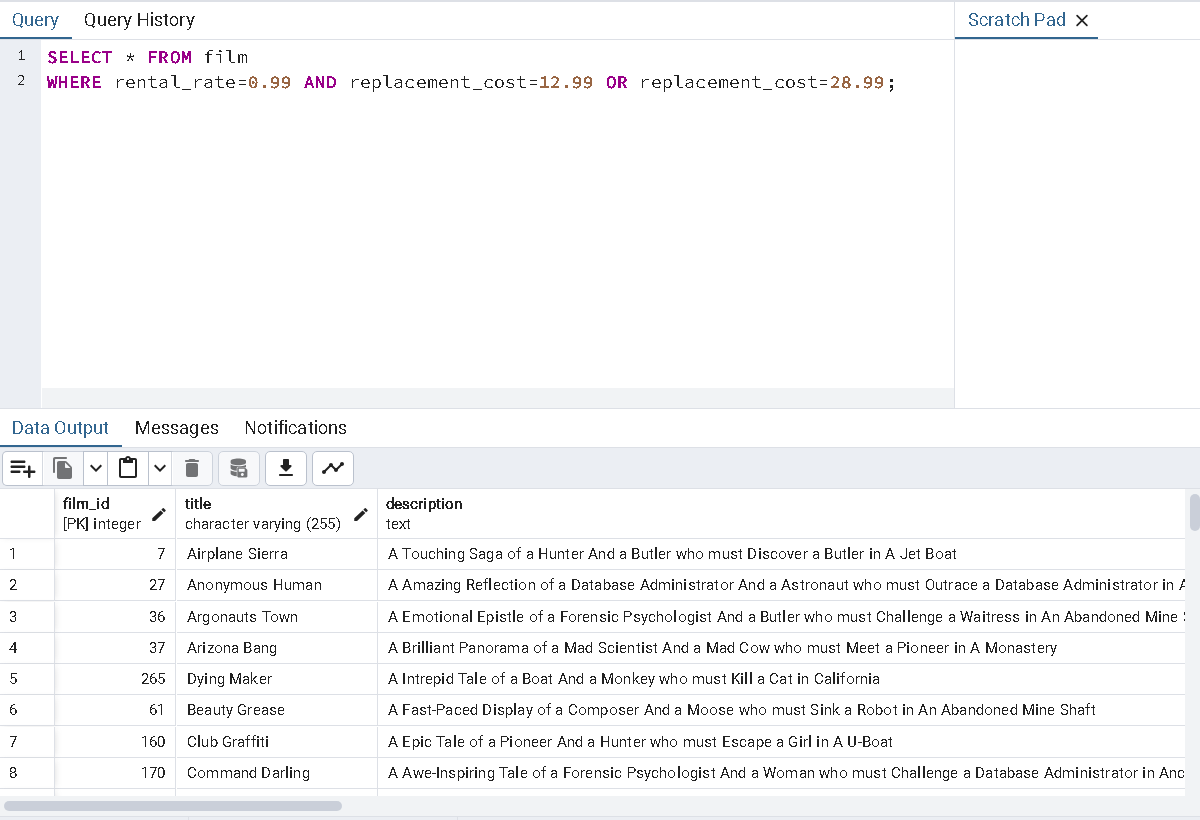 Query Query History Scratch Pad
1 SELECT * FROM film
2 WHERE rental_rate=0.99 AND replacement_cost=12.99 OR replacement_cost=28.99;
Data Output Messages Notifications
film_id title description
[PK] integer character varying (255) text
1 7 Airplane Sierra A Touching Saga of a Hunter And a Butler who must Discover a Butler in A Jet Boat
2 27 Anonymous Human A Amazing Reflection of a Database Administrator And a Astronaut who must Outrace a Database Administrator in A
3 36 Argonauts Town A Emotional Epistle of a Forensic Psychologist And a Butler who must Challenge a Waitress in An Abandoned Mine
4 37 Arizona Bang A Brilliant Panorama of a Mad Scientist And a Mad Cow who must Meet a Pioneer in A Monastery
5 265 Dying Maker A Intrepid Tale of a Boat And a Monkey who must Kill a Cat in California
6 61 Beauty Grease A Fast-Paced Display of a Composer And a Moose who must Sink a Robot in An Abandoned Mine Shaft
7 160 Club Graffiti A Epic Tale of a Pioneer And a Hunter who must Escape a Girl in A U-Boat
8 170 Command Darling A Awe-Inspiring Tale of a Forensic Psychologist And a Woman who must Challenge a Database Administrator in Anc